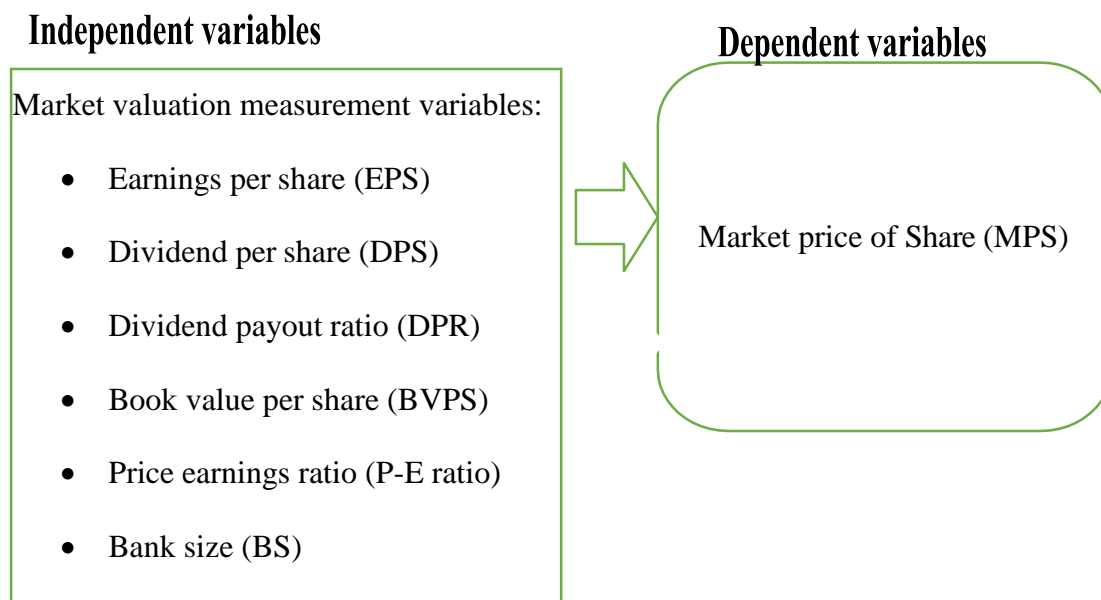 Independent variables
Market valuation measurement variables:
• Earnings per share (EPS)
• Dividend per share (DPS)
• Dividend payout ratio (DPR)
• Book value per share (BVPS)
• Price earnings ratio (P-E ratio)
• Bank size (BS)
Dependent variables
Market price of Share (MPS)